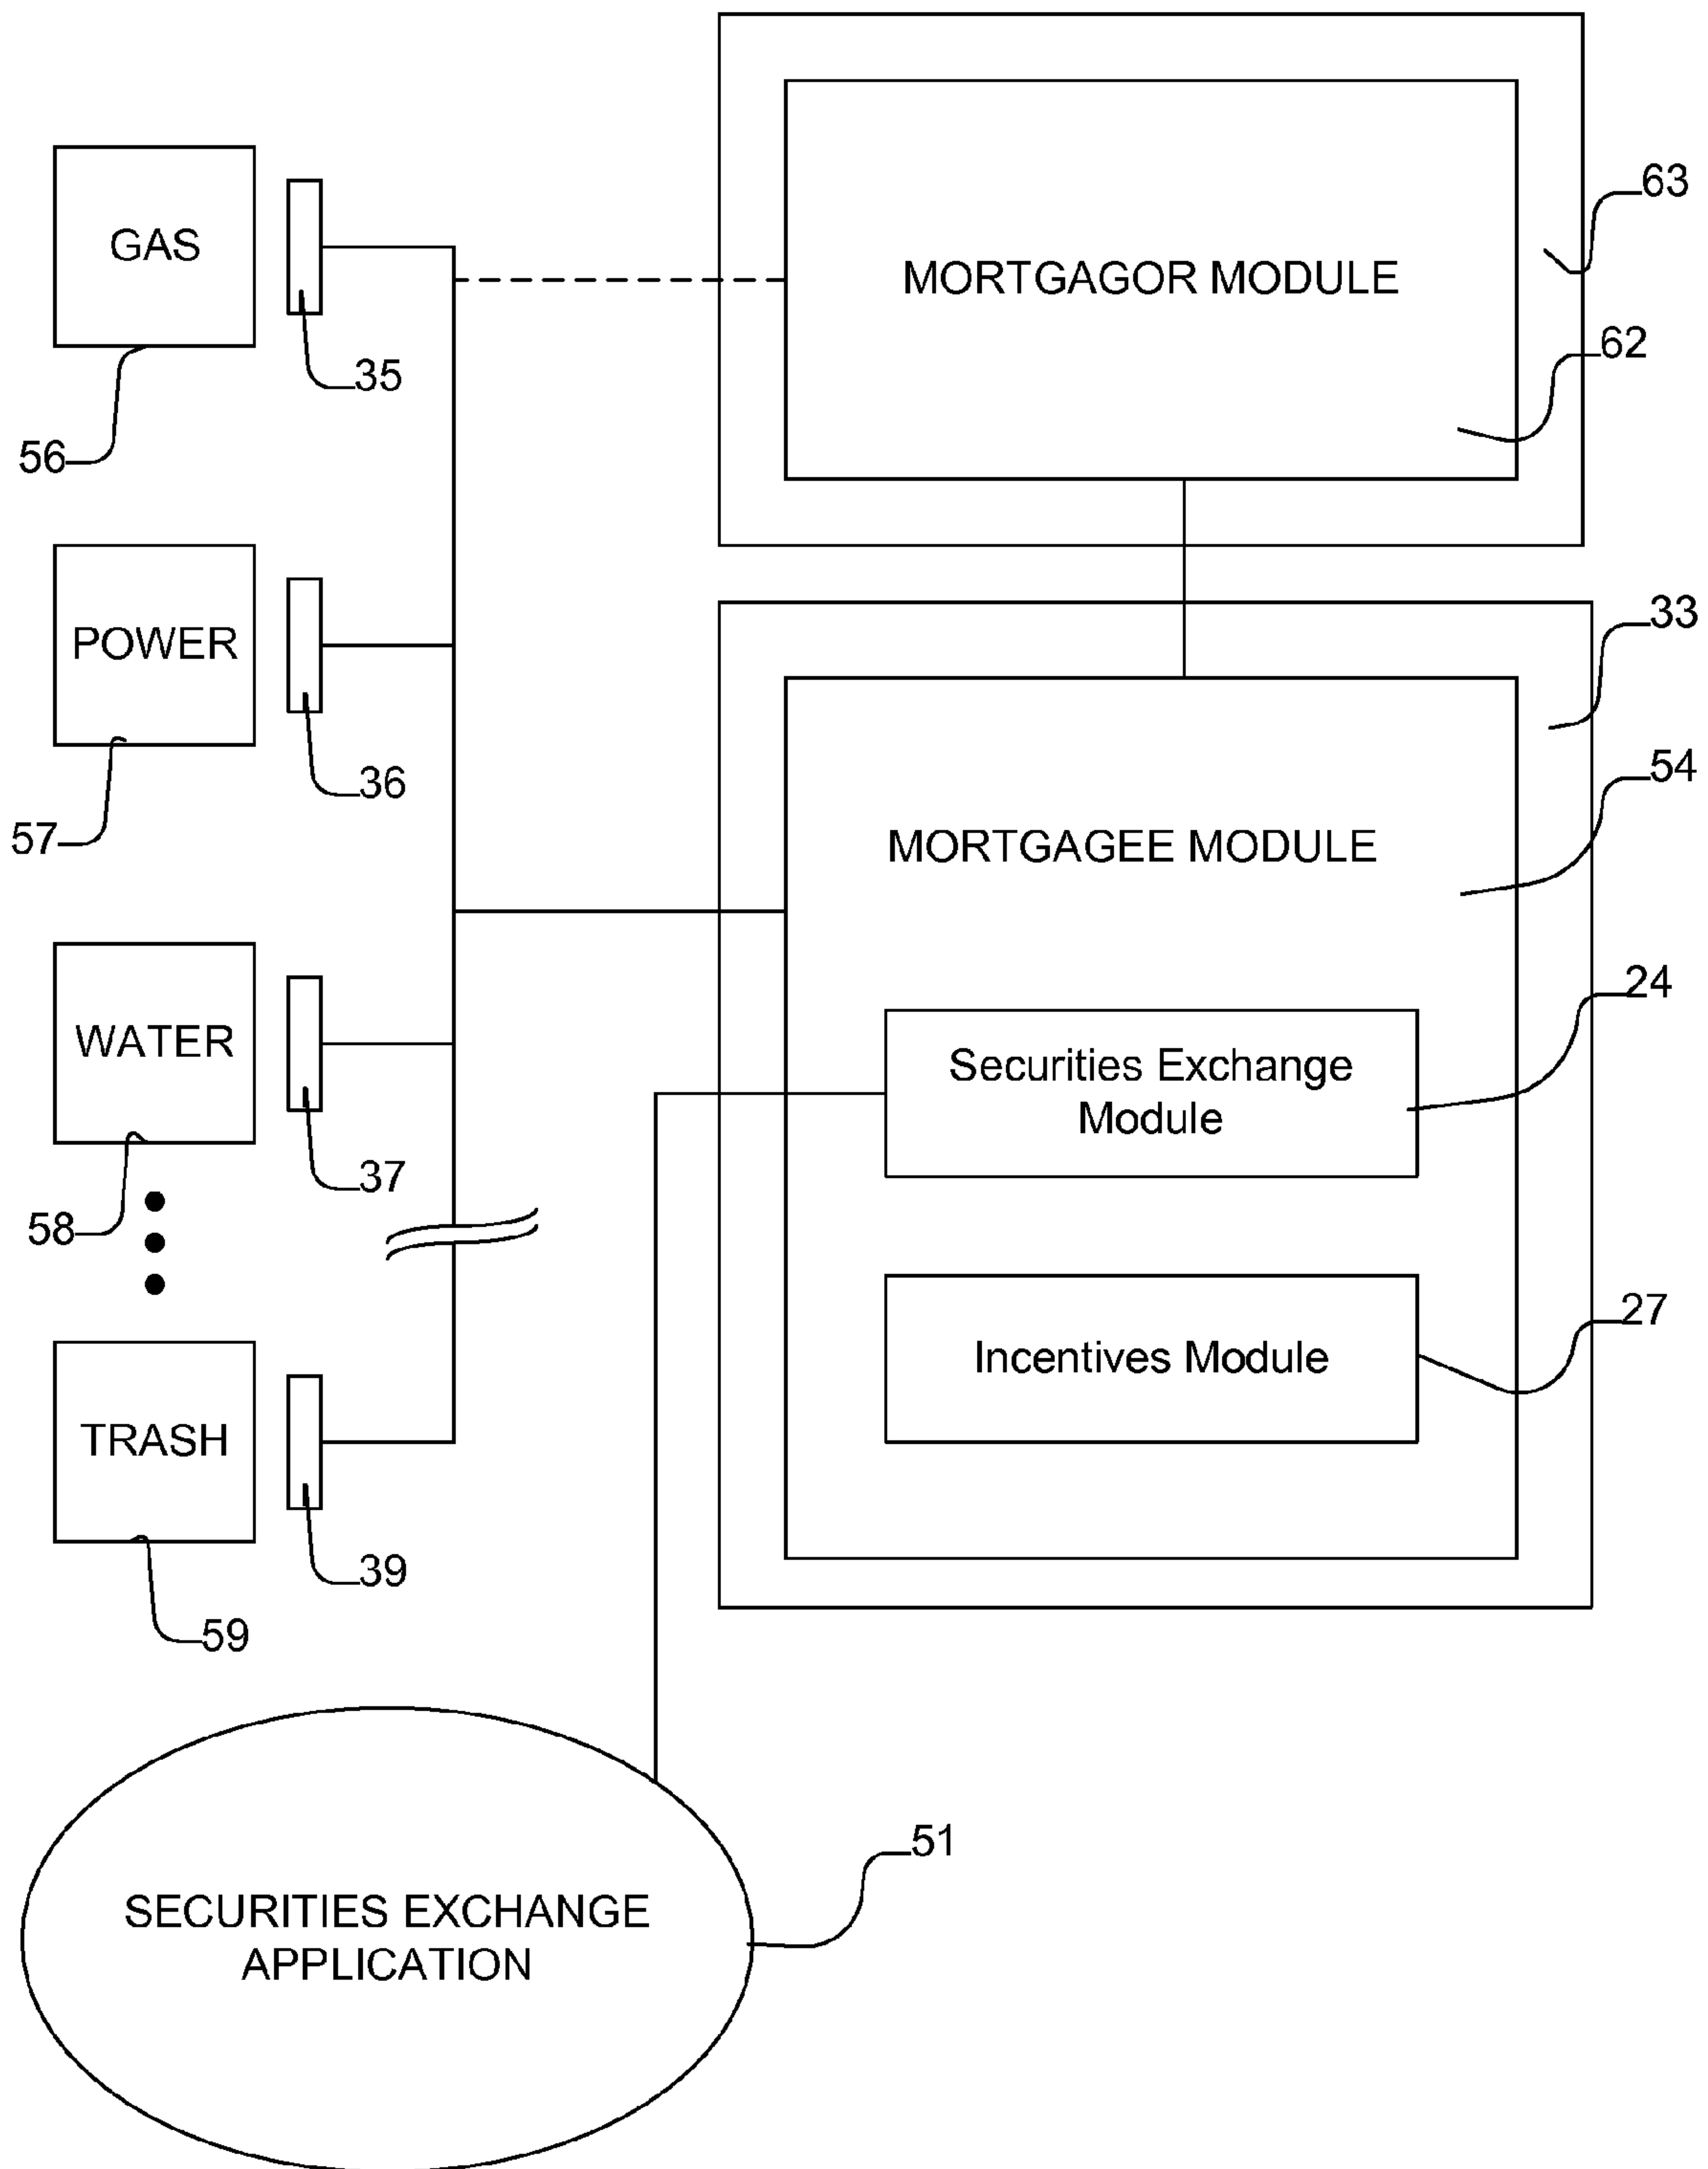 63
GAS
MORTGAGOR MODULE
62
35
56
33
POWER
54
36
57
MORTGAGEE MODULE
24
WATER
Securities Exchange
Module
37
58
27
Incentives Module
TRASH
39
59
51
SECURITIES EXCHANGE
APPLICATION